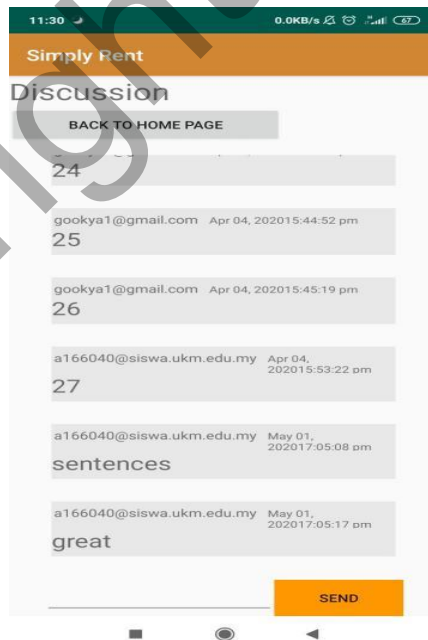 11:30 0.0KB/s 67
Simply Rent
Discussion
BACK TO HOME PAGE
24
gookya1@gmail.com Apr 04, 202015:44:52 pm
25
gookya1@gmail.com Apr 04, 202015:45:19 pm
26
a166040@siswa.ukm.edu.my Apr 04,
202015:53:22 pm
27
a166040@siswa.ukm.edu.my May 01,
202017:05:08 pm
sentences
a166040@siswa.ukm.edu.my May 01,
202017:05:17 pm
great
SEND